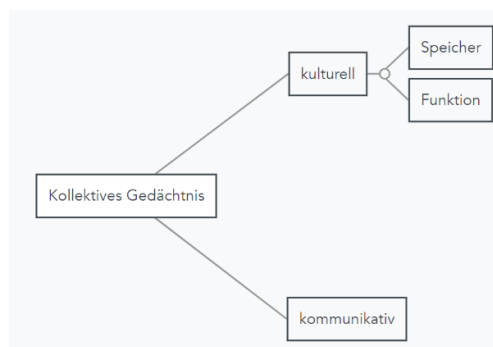 Speicher
kulturell
Funktion
Kollektives Gedächtnis
kommunikativ